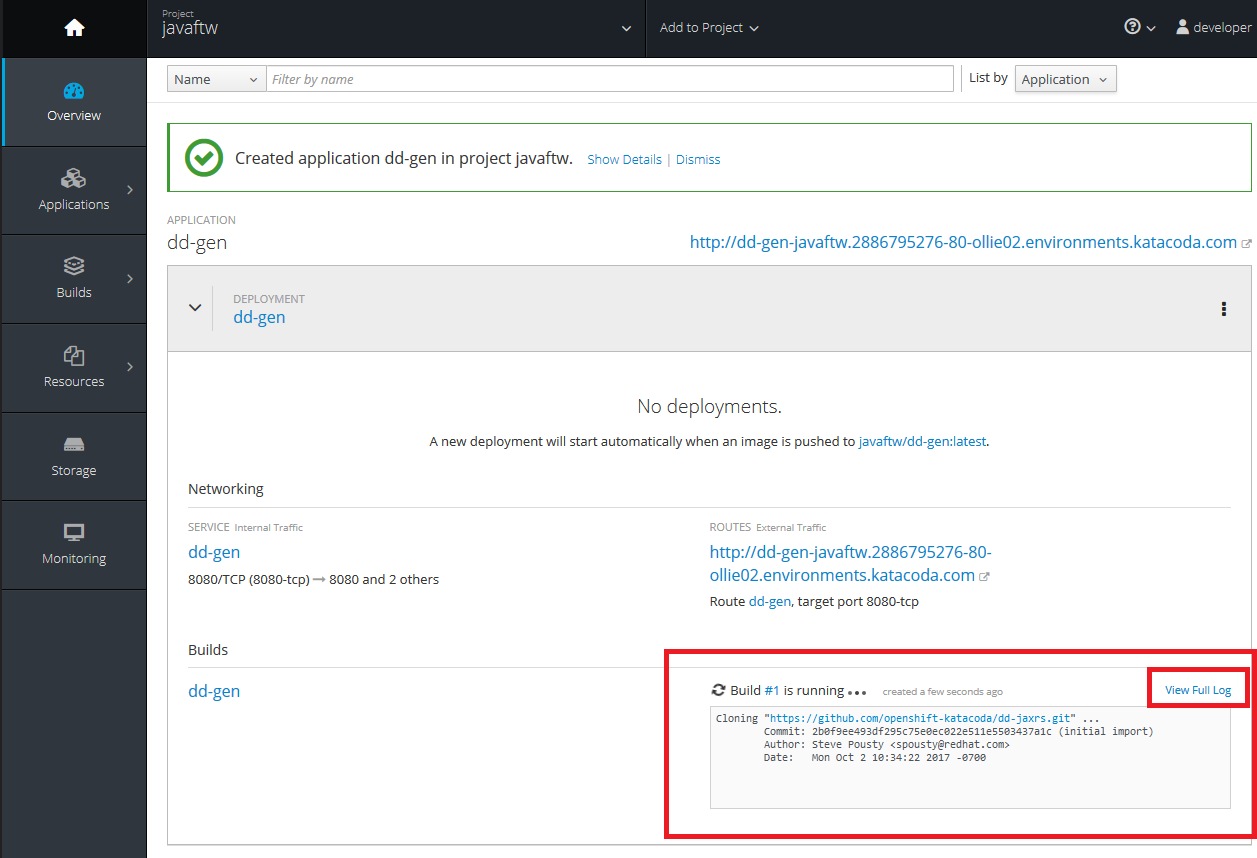 Project
javaftw
Add to Project
developer
Overview
Applications
Builds
Resources
Storage
Monitoring
Name
Filter by name
List by
Application
Created application dd-gen in project javaftw. Show Details | Dismiss
APPLICATION
dd-gen
http://dd-gen-javaftw.2886795276-80-ollie02.environments.katacoda.com
DEPLOYMENT
dd-gen
No deployments.
A new deployment will start automatically when an image is pushed to javaftw/dd-gen:latest.
Networking
SERVICE Internal Traffic
dd-gen
8080/TCP (8080-tcp) → 8080 and 2 others
ROUTES External Traffic
http://dd-gen-javaftw.2886795276-80-
ollie02.environments.katacoda.com
Route dd-gen, target port 8080-tcp
Builds
dd-gen
Build #1 is running ... created a few seconds ago
View Full Log
Cloning "https://github.com/openshift-katacoda/dd-jaxrs.git" ...
Commit: 2b0f9ee493df295c75e0ec022e511e5503437a1c (initial import)
Author: Steve Pousty <spousty@redhat.com>
Date: Mon Oct 2 10:34:22 2017 -0700